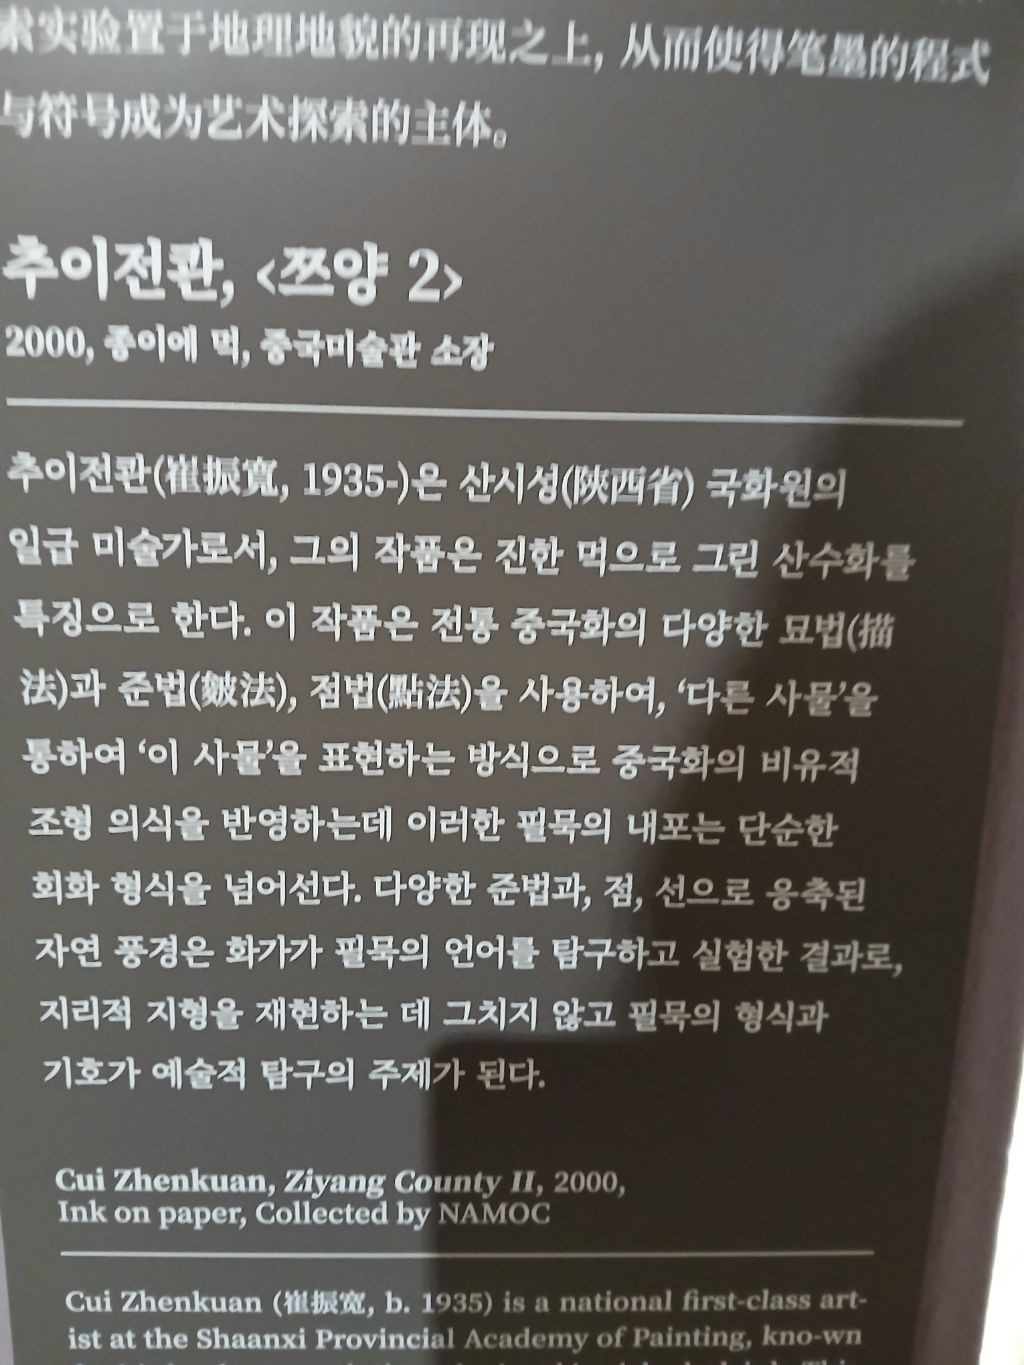 索实验置于地理地貌的再现之上, 从而使得笔墨的程式
与符号成为艺术探索的主体。
추이전콴, <쯔양 2>
2000, 종이에 먹, 중국미술관 소장
추이전콴(崔振寬, 1935-)은 산시성(陝西省) 국화원의
일급 미술가로서, 그의 작품은 진한 먹으로 그린 산수화를
특징으로 한다. 이 작품은 전통 중국화의 다양한 묘법(描
法)과 준법(皴法), 점법(點法)을 사용하여, ‘다른 사물’을
통하여 ‘이 사물’을 표현하는 방식으로 중국화의 비유적
조형 의식을 반영하는데 이러한 필묵의 내포는 단순한
회화 형식을 넘어선다. 다양한 준법과, 점, 선으로 응축된
자연 풍경은 화가가 필묵의 언어를 탐구하고 실험한 결과로,
지리적 지형을 재현하는 데 그치지 않고 필묵의 형식과
기호가 예술적 탐구의 주제가 된다.
Cui Zhenkuan, Ziyang County II, 2000,
Ink on paper, Collected by NAMOC
Cui Zhenkuan (崔振宽, b. 1935) is a national first-class art-
ist at the Shaanxi Provincial Academy of Painting, kno-wn